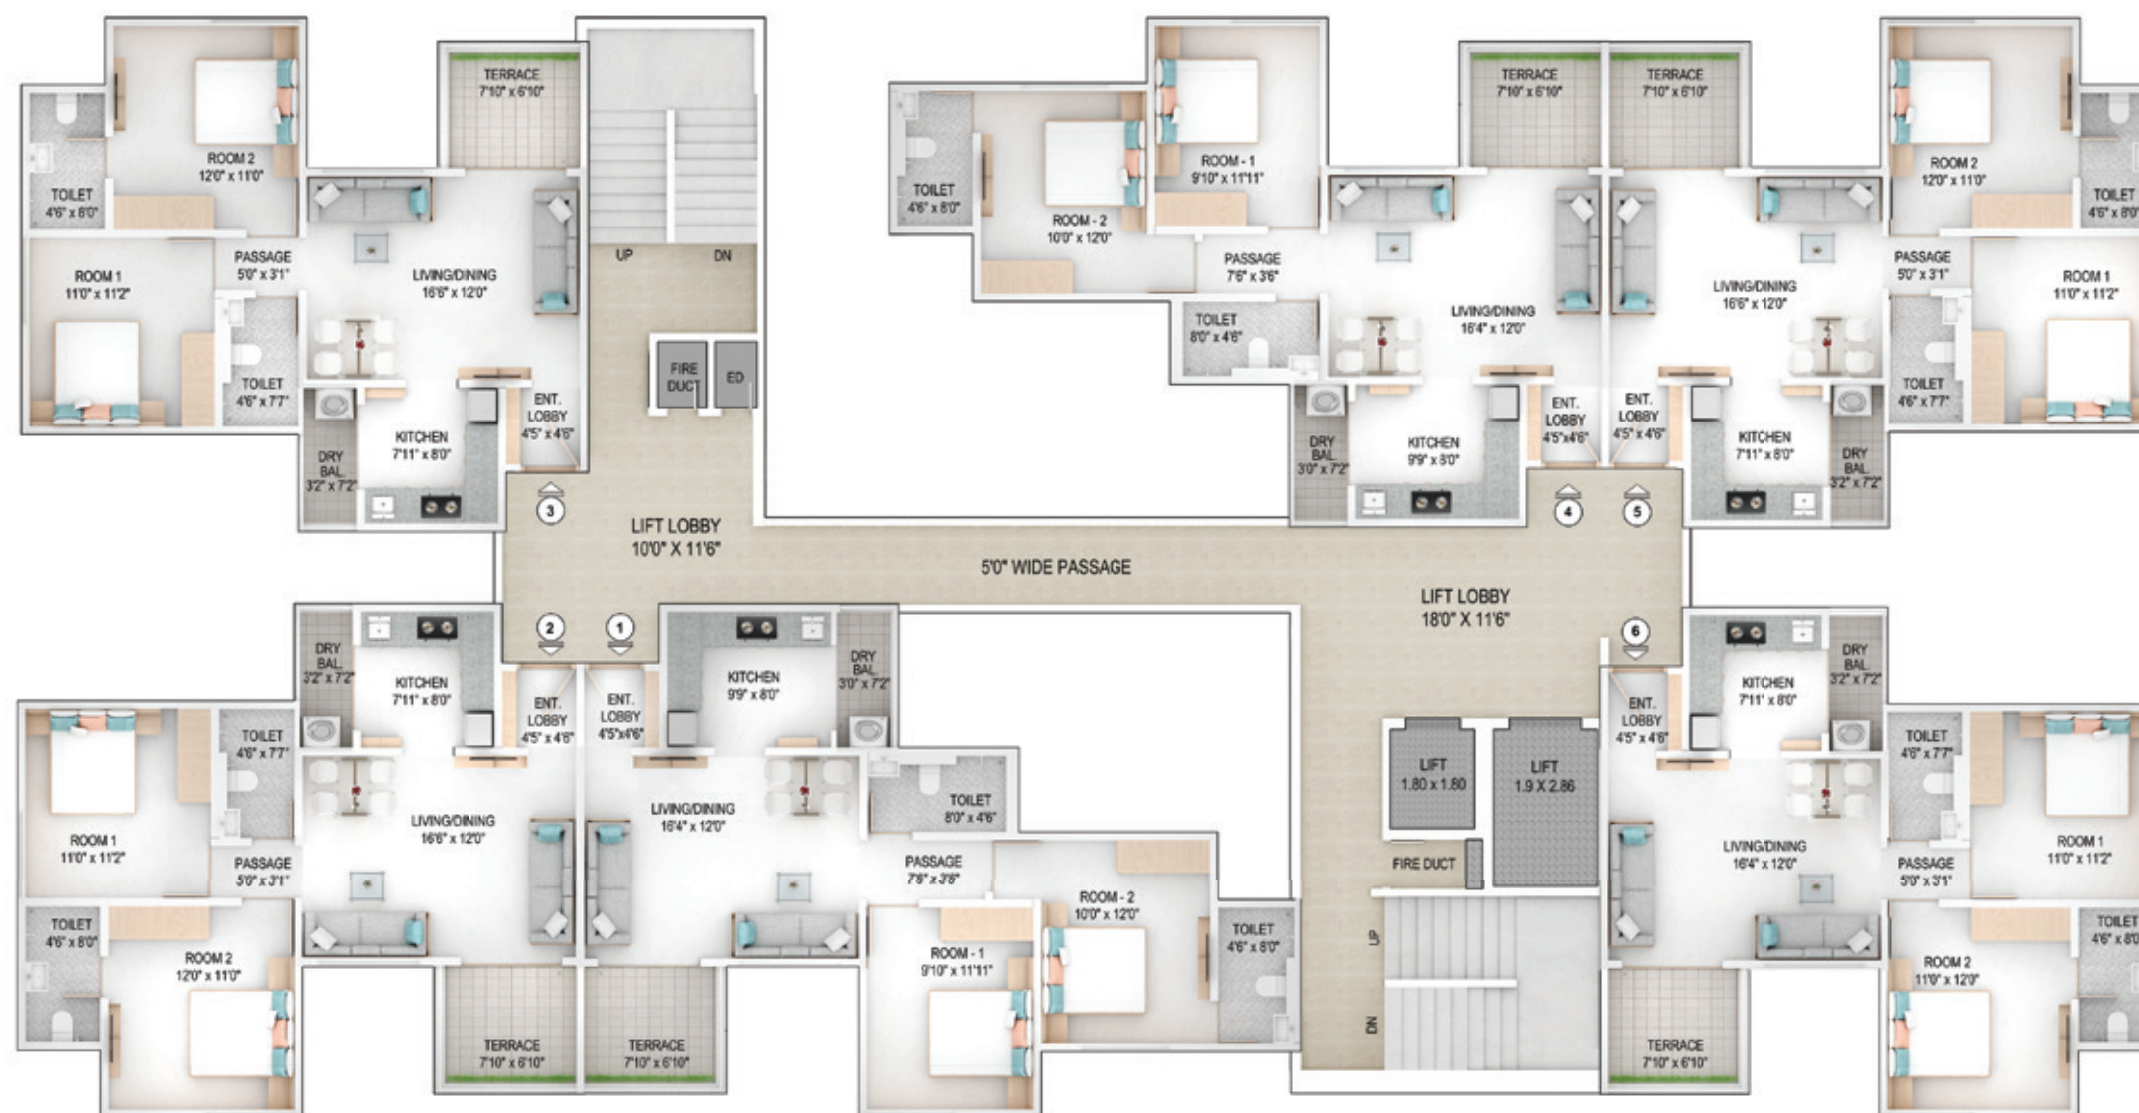 TERRACE
7'10" x 6'10"
ROOM 2
12'0" x 11'0"
TOILET
4'6" x 8'0"
ROOM 1
11'0" x 11'2"
PASSAGE
5'0" x 3'1"
LIVING/DINING
16'6" x 12'0"
TOILET
4'6" x 7'7"
DRY
BAL.
3'2" x 7'2"
KITCHEN
7'11" x 8'0"
ENT.
LOBBY
4'5" x 4'6"
3
UP
DN
FIRE
DUCT
ED
TERRACE
7'10" x 6'10"
ROOM - 1
9'10" x 11'11"
TOILET
4'6" x 8'0"
ROOM - 2
10'0" x 12'0"
PASSAGE
7'6" x 3'6"
TOILET
8'0" x 4'6"
LIVING/DINING
16'4" x 12'0"
DRY
BAL.
3'0" x 7'2"
KITCHEN
9'9" x 8'0"
ENT.
LOBBY
4'5"x4'6"
4
TERRACE
7'10" x 6'10"
ROOM 2
12'0" x 11'0"
TOILET
4'6" x 8'0"
PASSAGE
5'0" x 3'1"
ROOM 1
11'0" x 11'2"
LIVING/DINING
16'6" x 12'0"
TOILET
4'6" x 7'7"
ENT.
LOBBY
4'5" x 4'6"
KITCHEN
7'11" x 8'0"
DRY
BAL.
3'2" x 7'2"
5
LIFT LOBBY
10'0" X 11'6"
5'0" WIDE PASSAGE
LIFT LOBBY
18'0" X 11'6"
2
DRY
BAL.
3'2" x 7'2"
KITCHEN
7'11" x 8'0"
ENT.
LOBBY
4'5" x 4'6"
TOILET
4'6" x 7'7"
ROOM 1
11'0" x 11'2"
LIVING/DINING
16'6" x 12'0"
PASSAGE
5'0" x 3'1"
TOILET
4'6" x 8'0"
ROOM 2
12'0" x 11'0"
TERRACE
7'10" x 6'10"
1
ENT.
LOBBY
4'5"x4'6"
KITCHEN
9'9" x 8'0"
DRY
BAL.
3'0" x 7'2"
LIVING/DINING
16'4" x 12'0"
TOILET
8'0" x 4'6"
PASSAGE
7'6" x 3'6"
ROOM - 2
10'0" x 12'0"
TOILET
4'6" x 8'0"
ROOM - 1
9'10" x 11'11"
TERRACE
7'10" x 6'10"
LIFT
1.80 x 1.80
LIFT
1.9 X 2.86
FIRE DUCT
UP
DN
6
ENT.
LOBBY
4'5" x 4'6"
KITCHEN
7'11" x 8'0"
DRY
BAL.
3'2" x 7'2"
TOILET
4'6" x 7'7"
LIVING/DINING
16'4" x 12'0"
ROOM 1
11'0" x 11'2"
PASSAGE
5'0" x 3'1"
TOILET
4'6" x 8'0"
ROOM 2
11'0" x 12'0"
TERRACE
7'10" x 6'10"